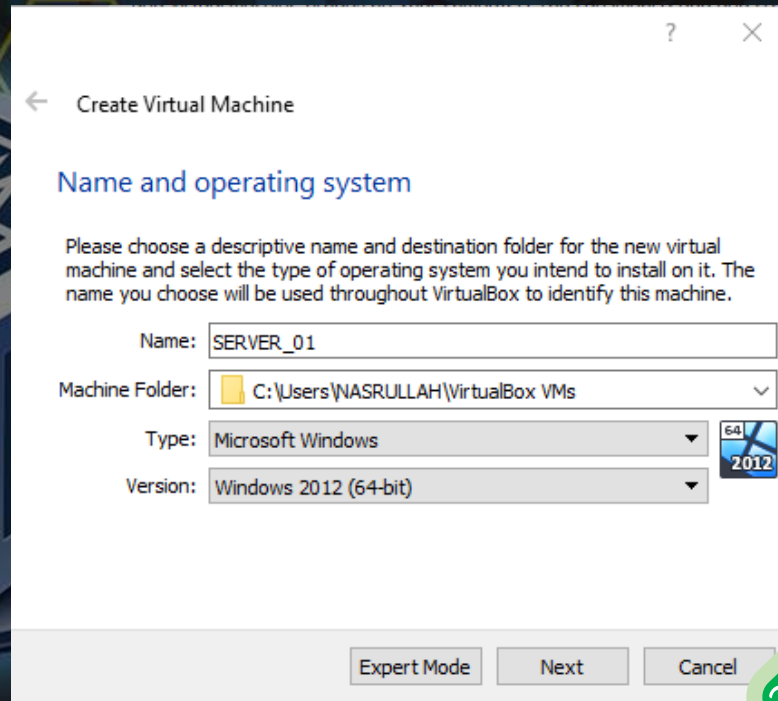 ?
Create Virtual Machine
Name and operating system
Please choose a descriptive name and destination folder for the new virtual
machine and select the type of operating system you intend to install on it. The
name you choose will be used throughout VirtualBox to identify this machine.
Name: SERVER_01
Machine Folder: C:\Users\NASRULLAH\VirtualBox VMs
Type: Microsoft Windows
64
2012
Version: Windows 2012 (64-bit)
Expert Mode Next Cancel